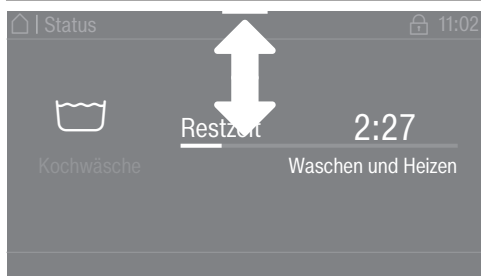 | Status 11:02
Restzeit 2:27
Kochwäsche Waschen und Heizen